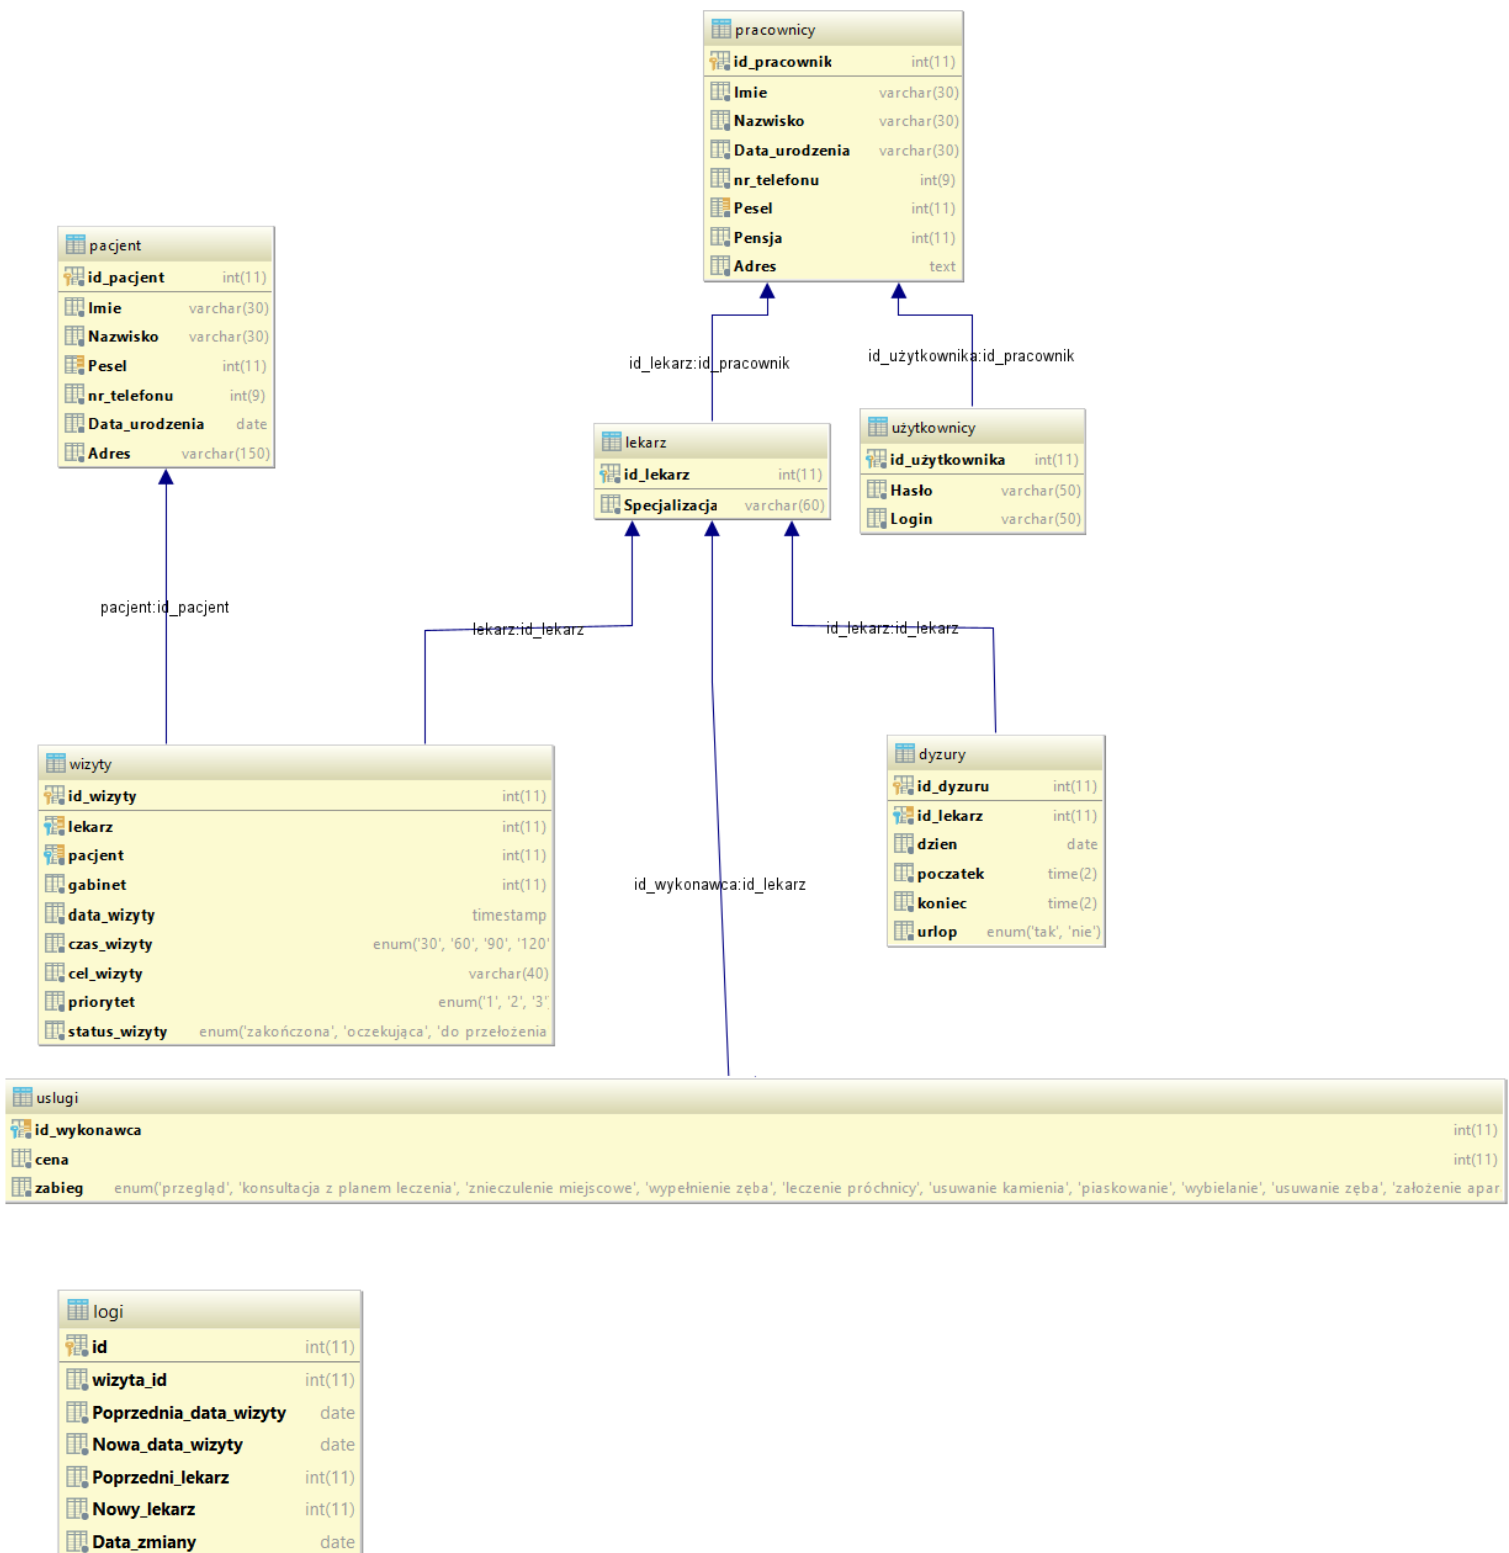 pracownicy
id_pracownik int(11)
Imie varchar(30)
Nazwisko varchar(30)
Data_urodzenia varchar(30)
nr_telefonu int(9)
Pesel int(11)
Pensja int(11)
Adres text
pacjent
id_pacjent int(11)
Imie varchar(30)
Nazwisko varchar(30)
Pesel int(11)
nr_telefonu int(9)
Data_urodzenia date
Adres varchar(150)
id_lekarz:id_pracownik
id_użytkownika:id_pracownik
lekarz
id_lekarz int(11)
Specjalizacja varchar(60)
użytkownicy
id_użytkownika int(11)
Hasło varchar(50)
Login varchar(50)
pacjent:id_pacjent
lekarz:id_lekarz
id_lekarz:id_lekarz
wizyty
id_wizyty int(11)
lekarz int(11)
pacjent int(11)
gabinet int(11)
data_wizyty timestamp
czas_wizyty enum('30', '60', '90', '120'
cel_wizyty varchar(40)
priorytet enum('1', '2', '3'
status_wizyty enum('zakończona', 'oczekująca', 'do przełożenia
id_wykonawca:id_lekarz
dyzury
id_dyzuru int(11)
id_lekarz int(11)
dzien date
poczatek time(2)
koniec time(2)
urlop enum('tak', 'nie')
uslugi
id_wykonawca int(11)
cena int(11)
zabieg enum('przegląd', 'konsultacja z planem leczenia', 'znieczulenie miejscowe', 'wypełnienie zęba', 'leczenie próchnicy', 'usuwanie kamienia', 'piaskowanie', 'wybielanie', 'usuwanie zęba', 'założenie apar
logi
id int(11)
wizyta_id int(11)
Poprzednia_data_wizyty date
Nowa_data_wizyty date
Poprzedni_lekarz int(11)
Nowy_lekarz int(11)
Data_zmiany date